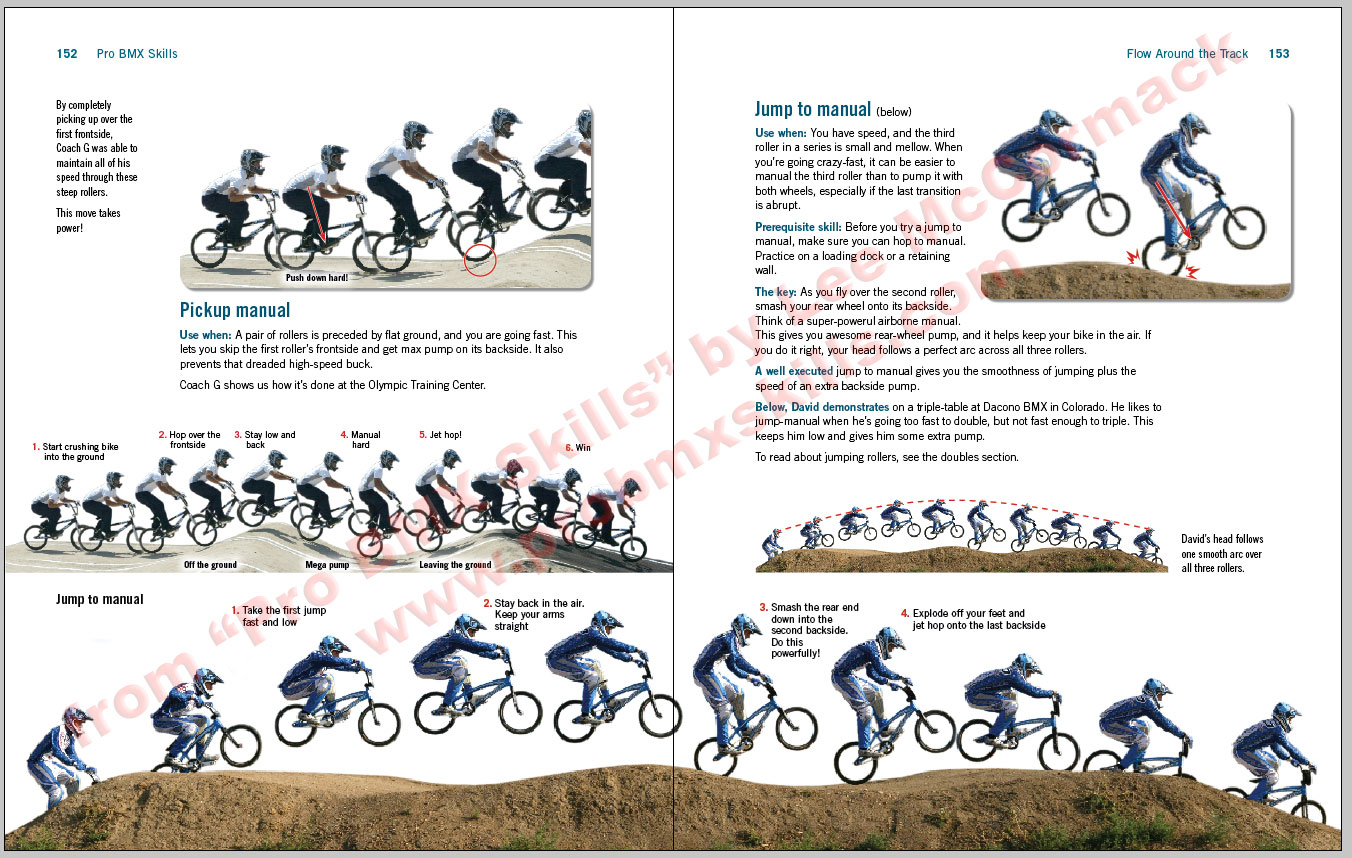 152 Pro BMX Skills
By completely
picking up over the
first frontside,
Coach G was able to
maintain all of his
speed through these
steep rollers.
This move takes
power!
Push down hard!
Pickup manual
Use when: A pair of rollers is preceded by flat ground, and you are going fast. This
lets you skip the first roller's frontside and get max pump on its backside. It also
prevents that dreaded high-speed buck.
Coach G shows us how it's done at the Olympic Training Center.
1. Start crushing bike
into the ground
2. Hop over the
frontside
3. Stay low and
back
4. Manual
hard
5. Jet hop!
6. Win
Off the ground
Mega pump
Leaving the ground
Jump to manual
1. Take the first jump
fast and low
2. Stay back in the air.
Keep your arms
straight
Flow Around the Track 153
Jump to manual (below)
Use when: You have speed, and the third
roller in a series is small and mellow. When
you're going crazy-fast, it can be easier to
manual the third roller than to pump it with
both wheels, especially if the last transition
is abrupt.
Prerequisite skill: Before you try a jump to
manual, make sure you can hop to manual.
Practice on a loading dock or a retaining
wall.
The key: As you fly over the second roller,
smash your rear wheel onto its backside.
Think of a super-powerul airborne manual.
This gives you awesome rear-wheel pump, and it helps keep your bike in the air. If
you do it right, your head follows a perfect arc across all three rollers.
A well executed jump to manual gives you the smoothness of jumping plus the
speed of an extra backside pump.
Below, David demonstrates on a triple-table at Dacono BMX in Colorado. He likes to
jump-manual when he's going too fast to double, but not fast enough to triple. This
keeps him low and gives him some extra pump.
To read about jumping rollers, see the doubles section.
David's head follows
one smooth arc over
all three rollers.
3. Smash the rear end
down into the
second backside.
Do this
powerfully!
4. Explode off your feet and
jet hop onto the last backside
from "Pro BMX Skills" by Lee McCormack
www.probmxskills.com